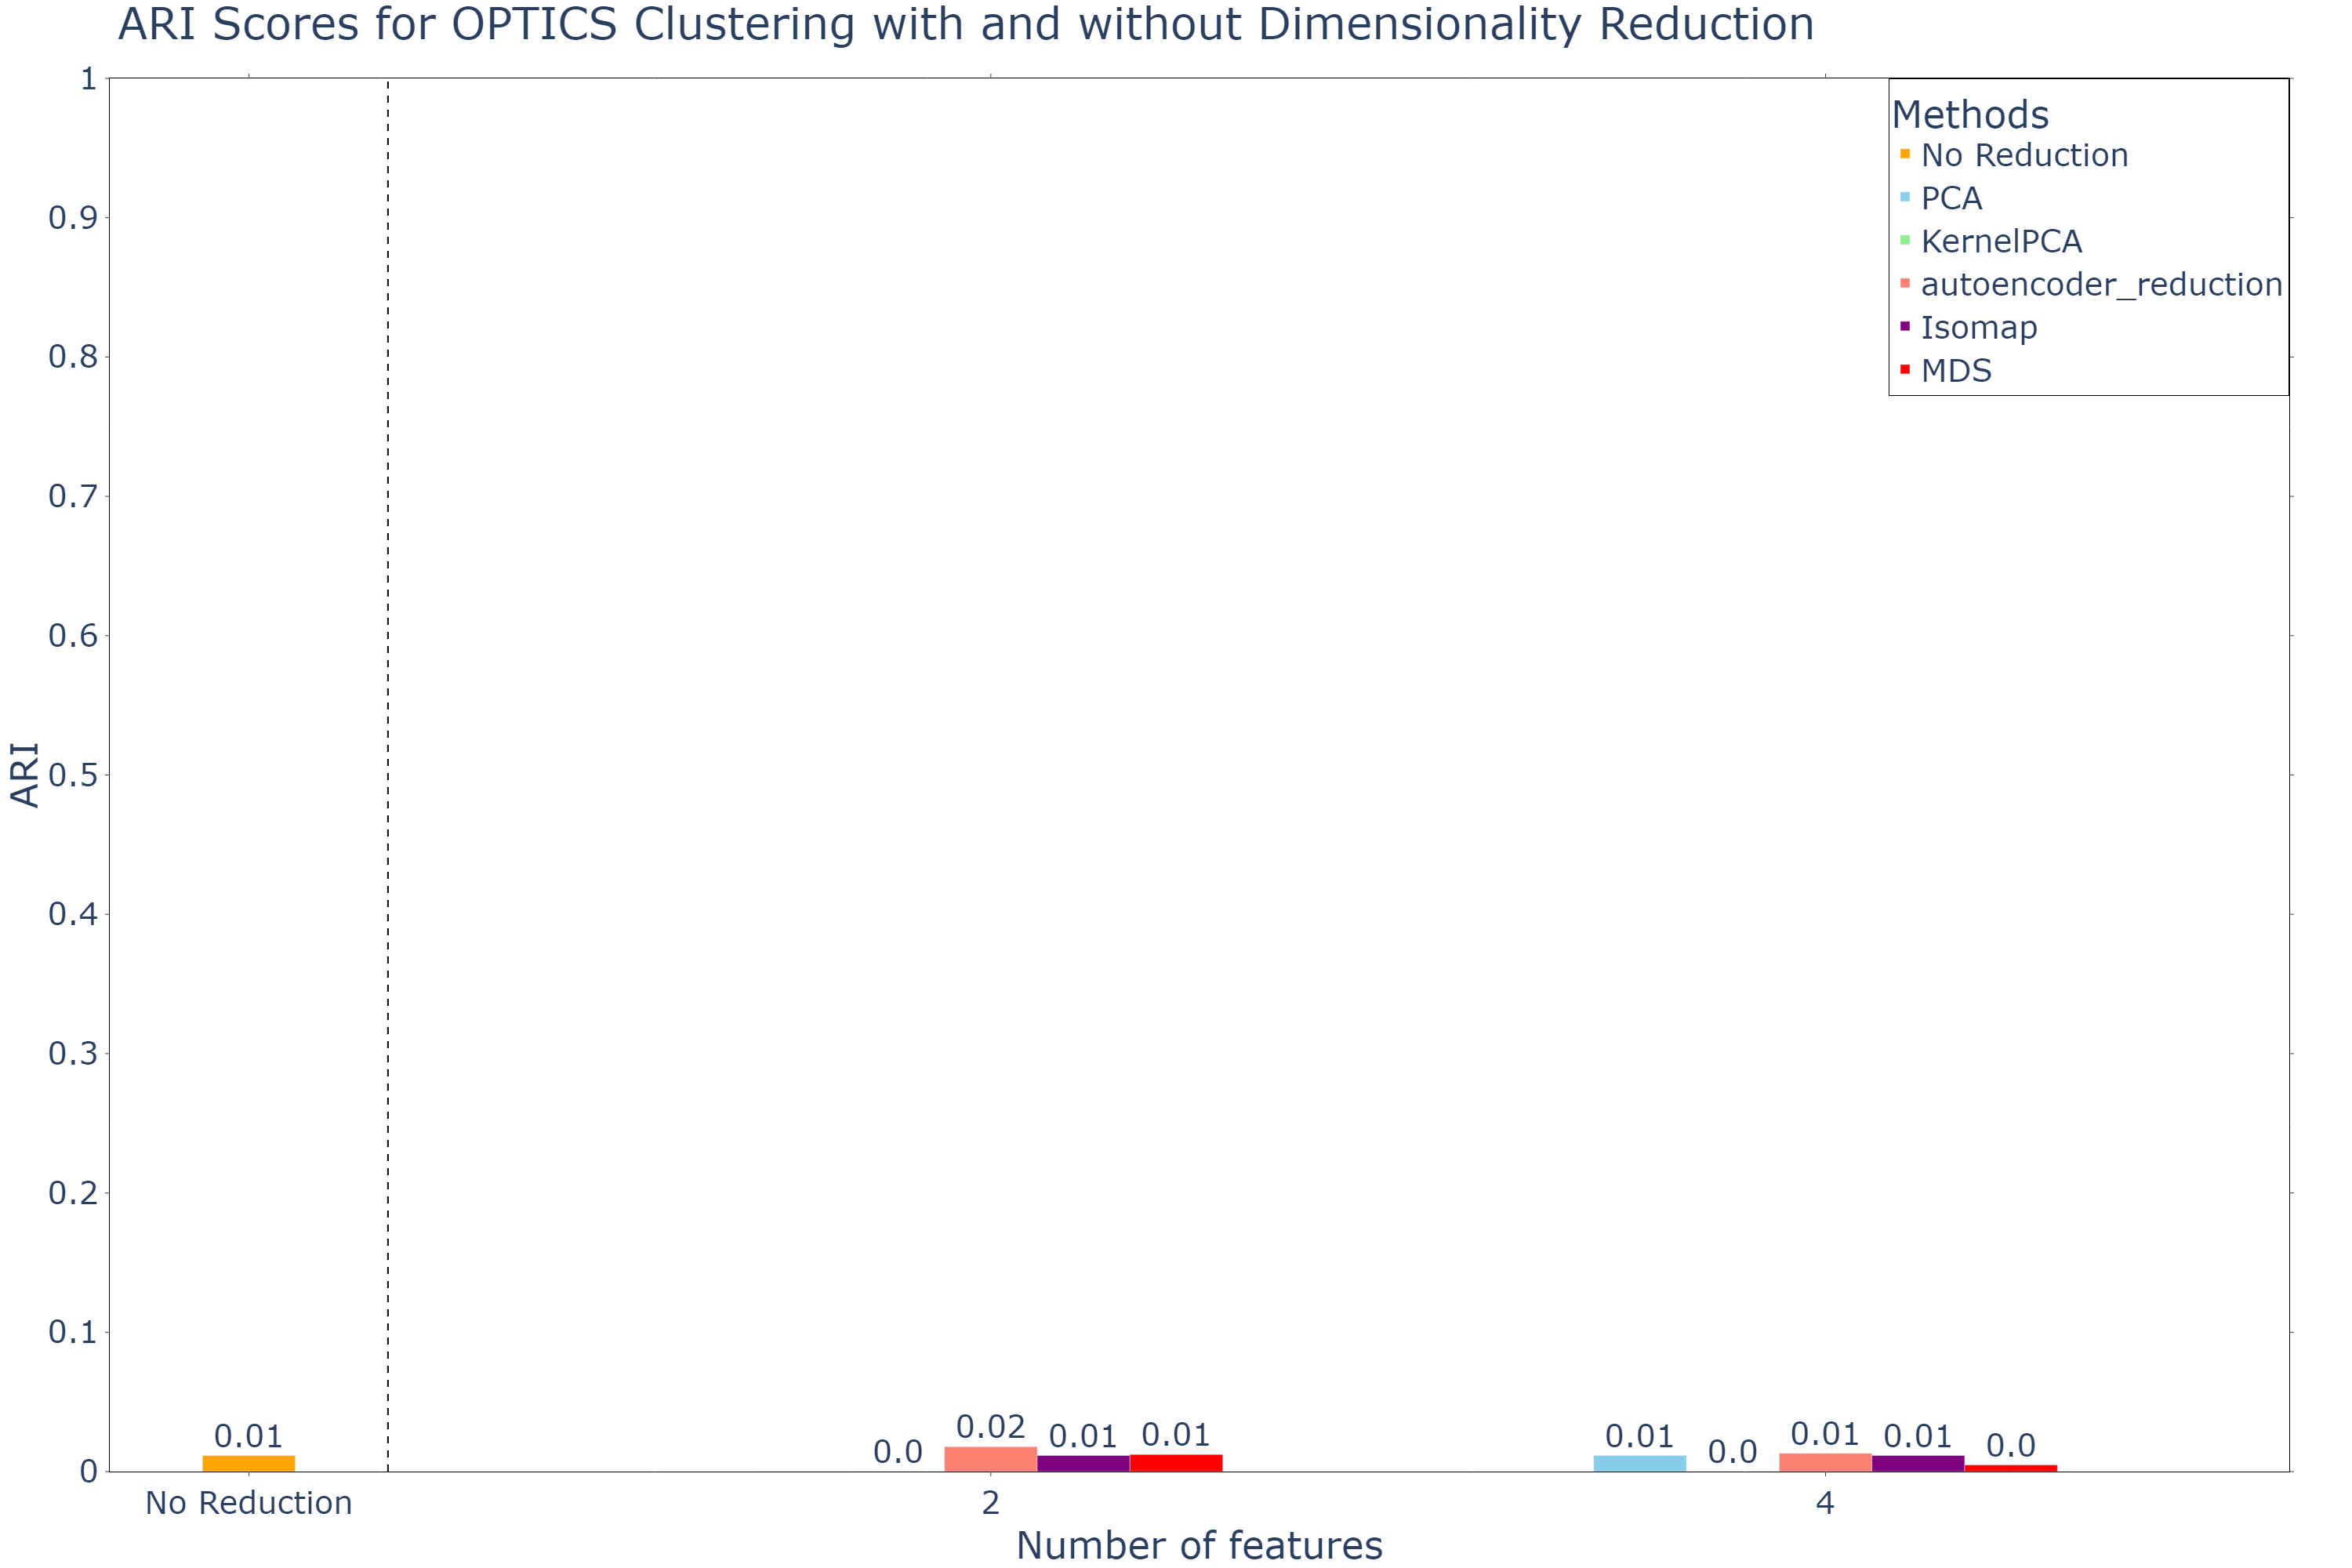 ARI Scores for OPTICS Clustering with and without Dimensionality Reduction
Methods
No Reduction
PCA
KernelPCA
autoencoder_reduction
Isomap
MDS
ARI
1
0.9
0.8
0.7
0.6
0.5
0.4
0.3
0.2
0.1
0
0.01
0.0
0.02
0.01
0.01
0.01
0.0
0.01
0.01
0.0
No Reduction
2
4
Number of features